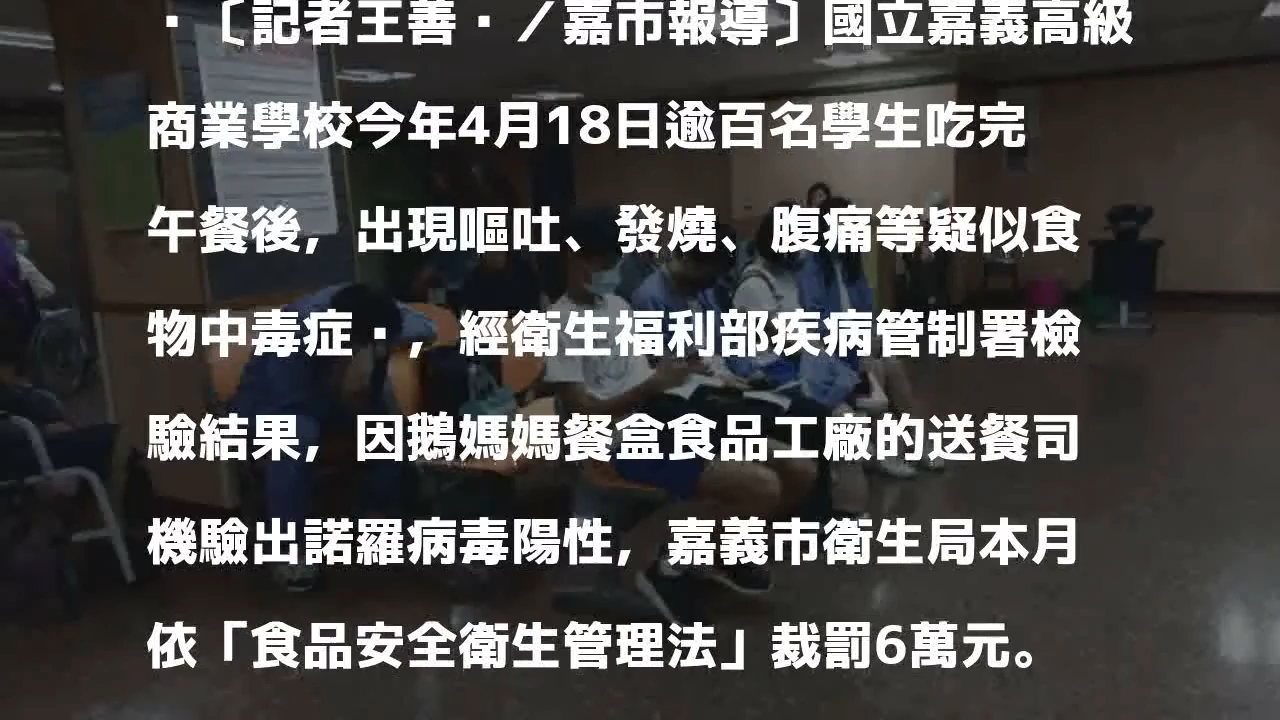 ·〔記者王善·／嘉市報導〕國立嘉義高級
商業學校今年4月18日逾百名學生吃完
午餐後，出現嘔吐、發燒、腹痛等疑似食
物中毒症·，經衛生福利部疾病管制署檢
驗結果，因鵝媽媽餐盒食品工廠的送餐司
機驗出諾羅病毒陽性，嘉義市衛生局本月
依「食品安全衛生管理法」裁罰6萬元。